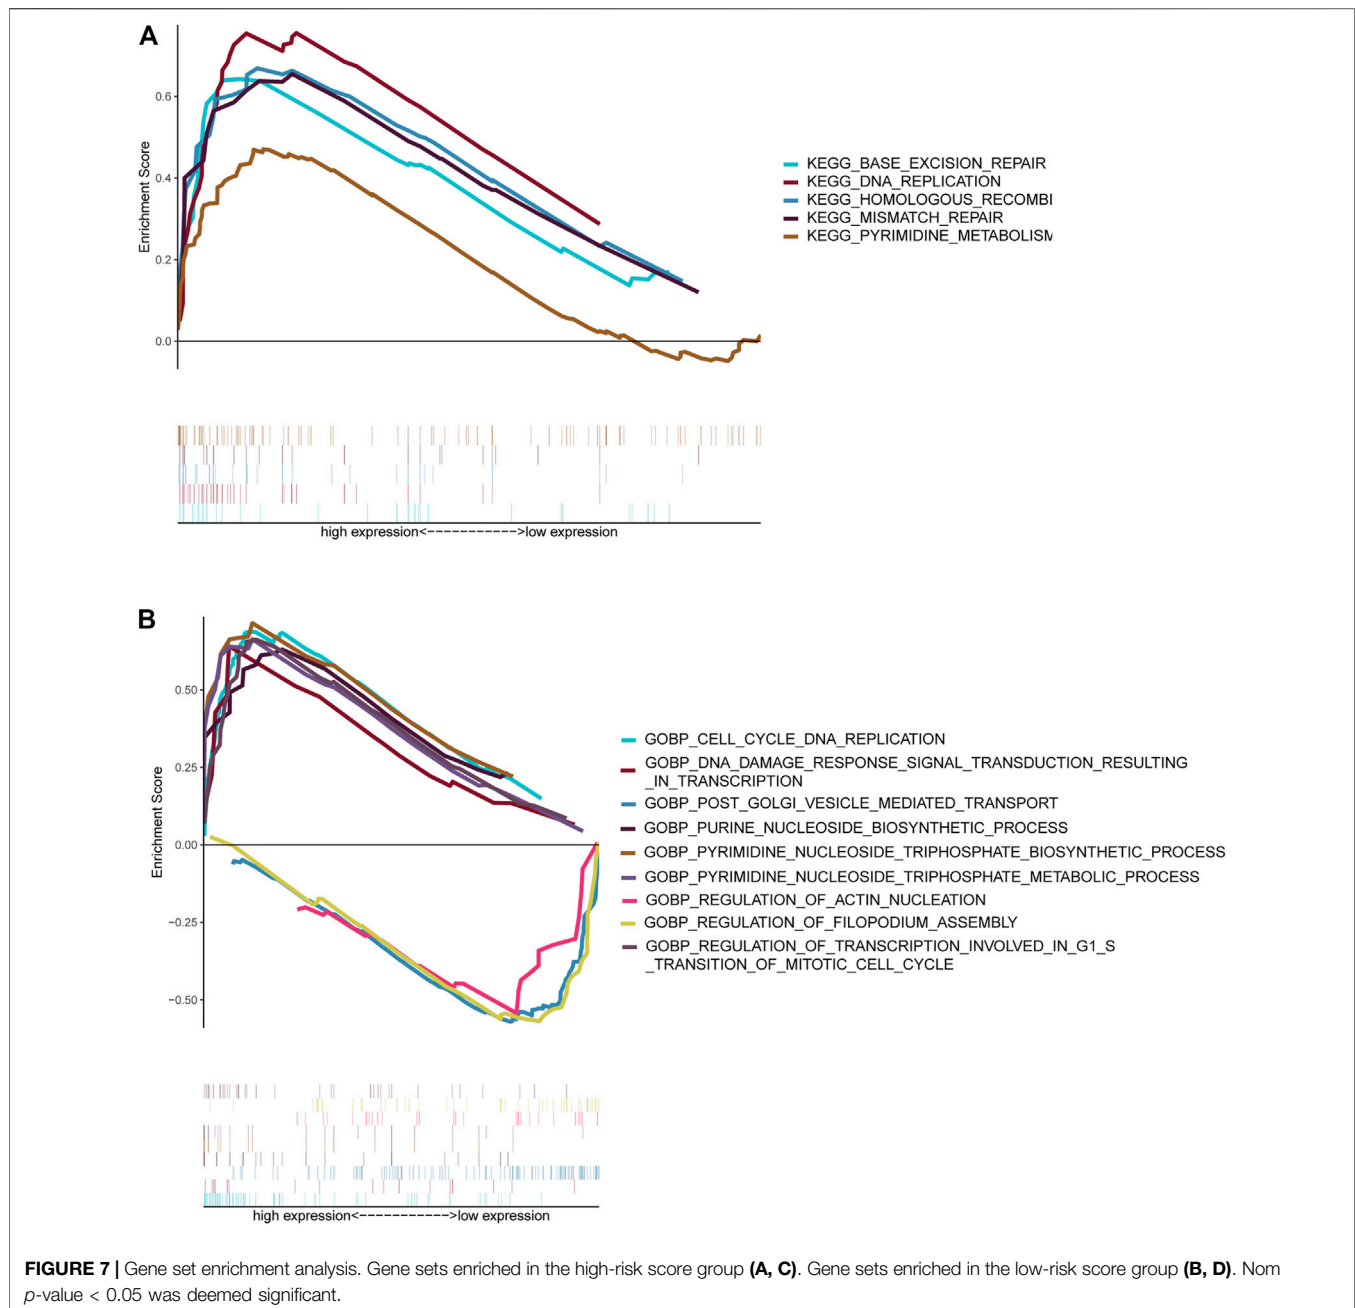 A
0.6
0.4
0.2
0.0
Enrichment Score
KEGG_BASE_EXCISION_REPAIR
KEGG_DNA_REPLICATION
KEGG_HOMOLOGOUS_RECOMBI
KEGG_MISMATCH_REPAIR
KEGG_PYRIMIDINE_METABOLISM
high expression<---------->low expression
B
0.50
0.25
0.00
−0.25
−0.50
Enrichment Score
GOBP_CELL_CYCLE_DNA_REPLICATION
GOBP_DNA_DAMAGE_RESPONSE_SIGNAL_TRANSDUCTION_RESULTING
_IN_TRANSCRIPTION
GOBP_POST_GOLGI_VESICLE_MEDIATED_TRANSPORT
GOBP_PURINE_NUCLEOSIDE_BIOSYNTHETIC_PROCESS
GOBP_PYRIMIDINE_NUCLEOSIDE_TRIPHOSPHATE_BIOSYNTHETIC_PROCESS
GOBP_PYRIMIDINE_NUCLEOSIDE_TRIPHOSPHATE_METABOLIC_PROCESS
GOBP_REGULATION_OF_ACTIN_NUCLEATION
GOBP_REGULATION_OF_FILOPODIUM_ASSEMBLY
GOBP_REGULATION_OF_TRANSCRIPTION_INVOLVED_IN_G1_S
_TRANSITION_OF_MITOTIC_CELL_CYCLE
high expression<---------->low expression
FIGURE 7 | Gene set enrichment analysis. Gene sets enriched in the high-risk score group (A, C). Gene sets enriched in the low-risk score group (B, D). Nom
p-value < 0.05 was deemed significant.